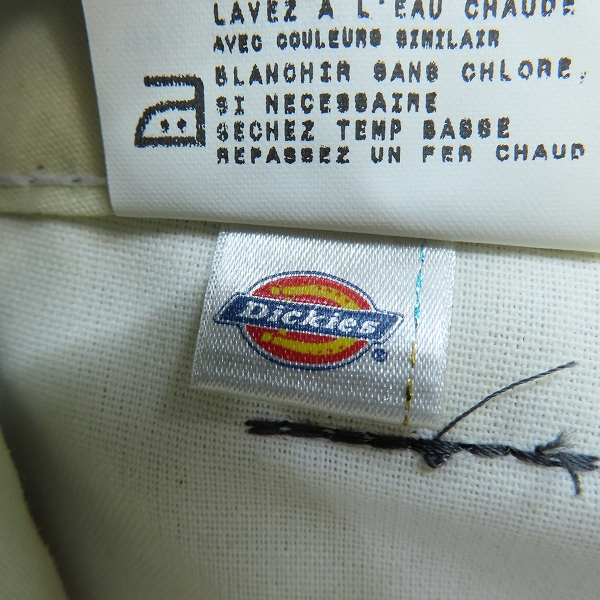 LAVEZ A L'EAU CHAUDE
AVEC COULEURS SIMILAIR
BLANCHIR SANS CHLORE,
SI NECESSAIRE
SECHEZ TEMP BASSE
REPASSEZ UN FER CHAUD
Dickies®